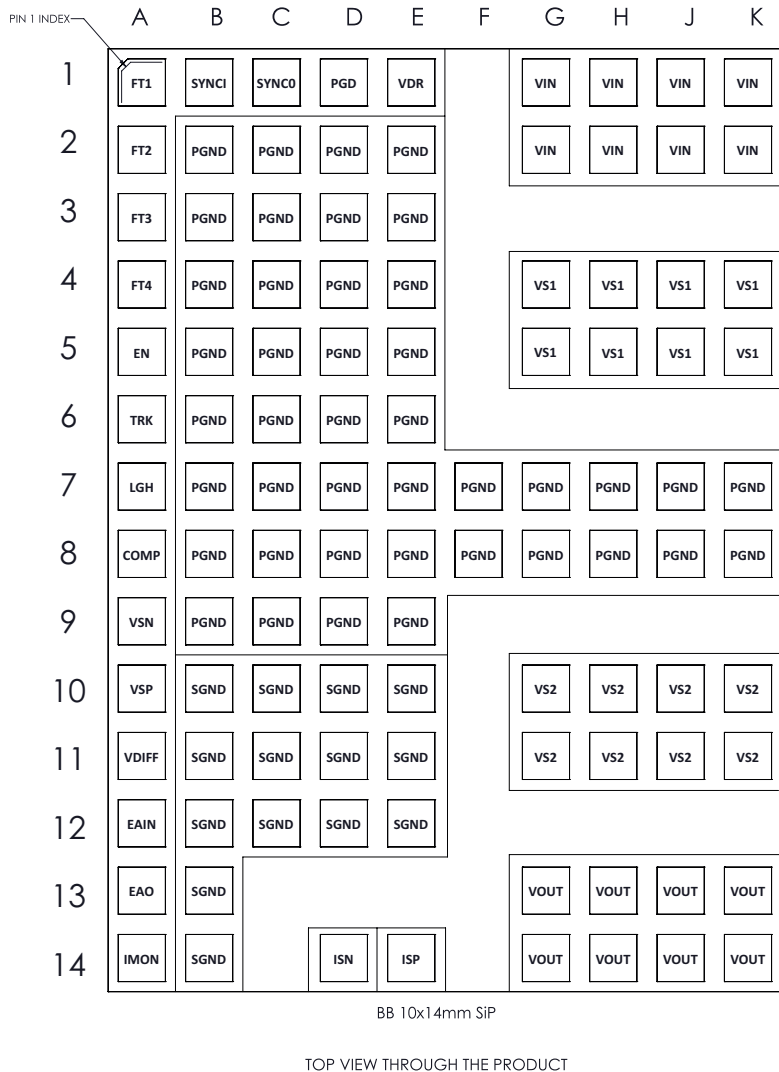 PIN 1 INDEX A B C D E F G H J K
1 FT1 SYNCI SYNCO PGD VDR VIN VIN VIN VIN
2 FT2 PGND PGND PGND PGND VIN VIN VIN VIN
3 FT3 PGND PGND PGND PGND
4 FT4 PGND PGND PGND PGND VS1 VS1 VS1 VS1
5 EN PGND PGND PGND PGND VS1 VS1 VS1 VS1
6 TRK PGND PGND PGND PGND
7 LGH PGND PGND PGND PGND PGND PGND PGND PGND PGND
8 COMP PGND PGND PGND PGND PGND PGND PGND PGND PGND
9 VSN PGND PGND PGND PGND
10 VSP SGND SGND SGND SGND VS2 VS2 VS2 VS2
11 VDIFF SGND SGND SGND SGND VS2 VS2 VS2 VS2
12 EAIN SGND SGND SGND SGND
13 EAO SGND VOUT VOUT VOUT VOUT
14 IMON SGND ISN ISP VOUT VOUT VOUT VOUT
BB 10x14mm SiP
TOP VIEW THROUGH THE PRODUCT